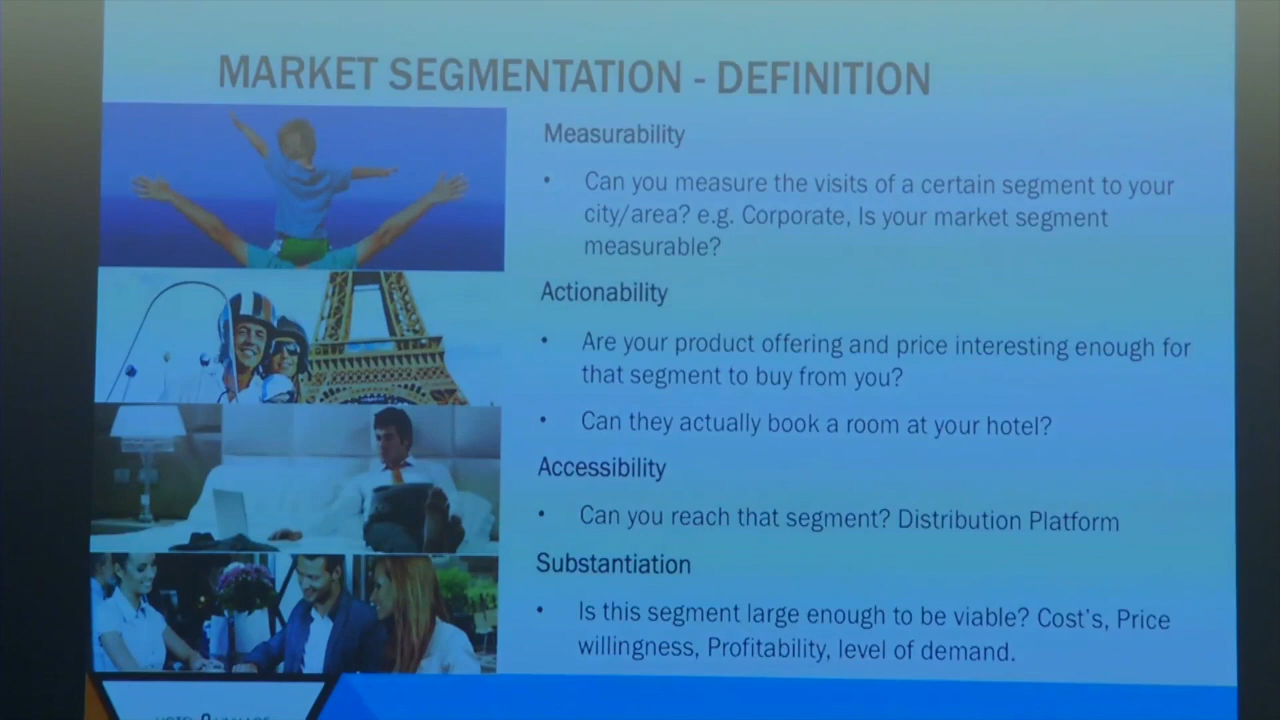 MARKET SEGMENTATION - DEFINITION
Measurability
• Can you measure the visits of a certain segment to your
city/area? e.g. Corporate, Is your market segment
measurable?
Actionability
• Are your product offering and price interesting enough for
that segment to buy from you?
• Can they actually book a room at your hotel?
Accessibility
• Can you reach that segment? Distribution Platform
Substantiation
• Is this segment large enough to be viable? Cost's, Price
willingness, Profitability, level of demand.